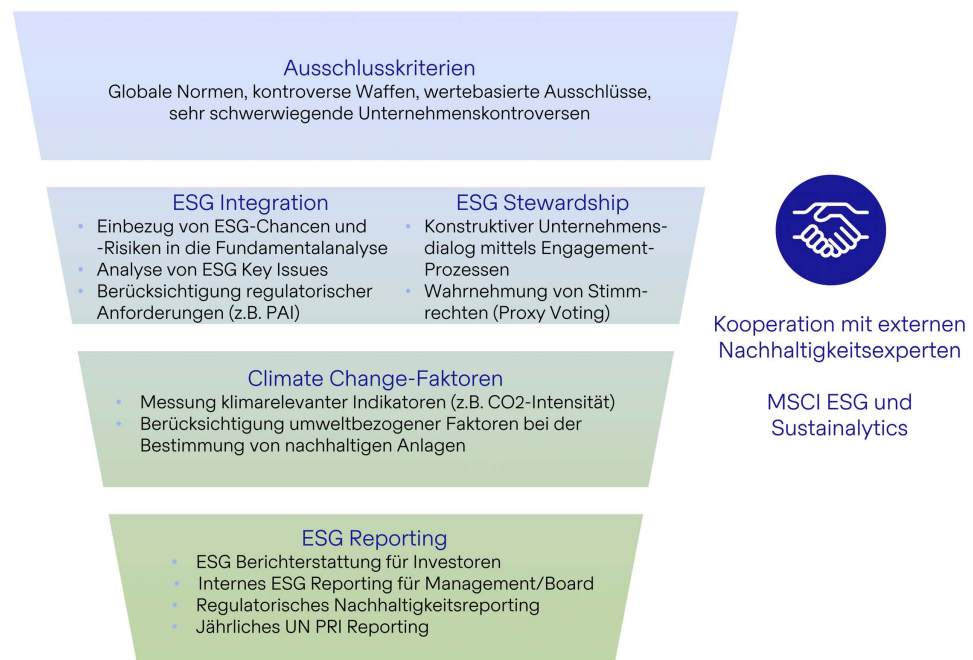 Ausschlusskriterien
Globale Normen, kontroverse Waffen, wertebasierte Ausschlüsse,
sehr schwerwiegende Unternehmenskontroversen
ESG Integration
• Einbezug von ESG-Chancen und
-Risiken in die Fundamentalanalyse
• Analyse von ESG Key Issues
• Berücksichtigung regulatorischer
Anforderungen (z.B. PAI)
ESG Stewardship
• Konstruktiver Unternehmens-
dialog mittels Engagement-
Prozessen
• Wahrnehmung von Stimm-
rechten (Proxy Voting)
Climate Change-Faktoren
• Messung klimarelevanter Indikatoren (z.B. CO2-Intensität)
• Berücksichtigung umweltbezogener Faktoren bei der
Bestimmung von nachhaltigen Anlagen
ESG Reporting
• ESG Berichterstattung für Investoren
• Internes ESG Reporting für Management/Board
• Regulatorisches Nachhaltigkeitsreporting
• Jährliches UN PRI Reporting
Kooperation mit externen
Nachhaltigkeitsexperten
MSCI ESG und
Sustainalytics